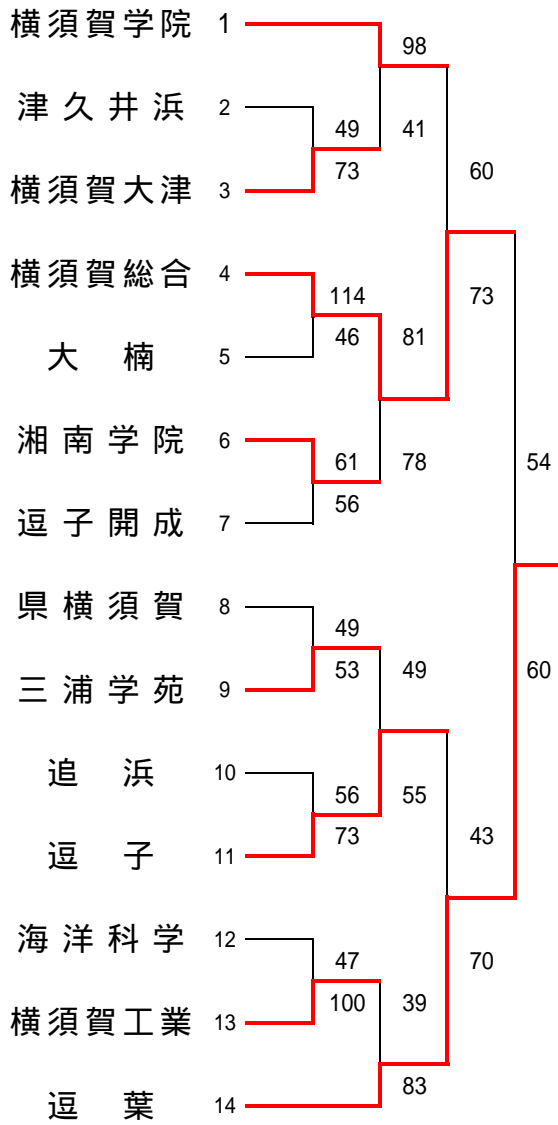 横須賀学院 1
98
津久井浜 2
49 41
横須賀大津 3
73 60
横須賀総合 4
114 73
46 81
大楠 5
湘南学院 6
61 78 54
56
逗子開成 7
県横須賀 8
49
53 49 60
三浦学苑 9
追浜 10
56 55
73 43
逗子 11
海洋科学 12
47 70
100 39
横須賀工業 13
83
逗葉 14